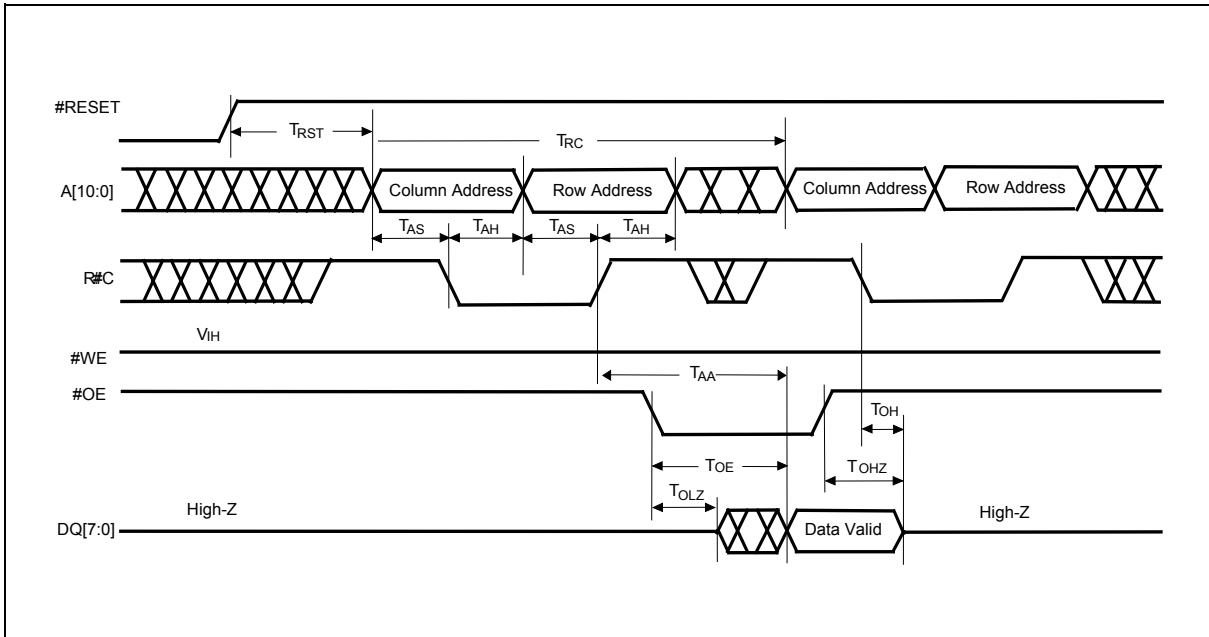 #RESET
TRST
TRC
A[10:0]
Column Address
Row Address
Column Address
Row Address
TAS
TAH
TAS
TAH
R#C
VIH
#WE
TAA
#OE
TOH
TOE
TOHZ
TOLZ
High-Z
High-Z
DQ[7:0]
Data Valid